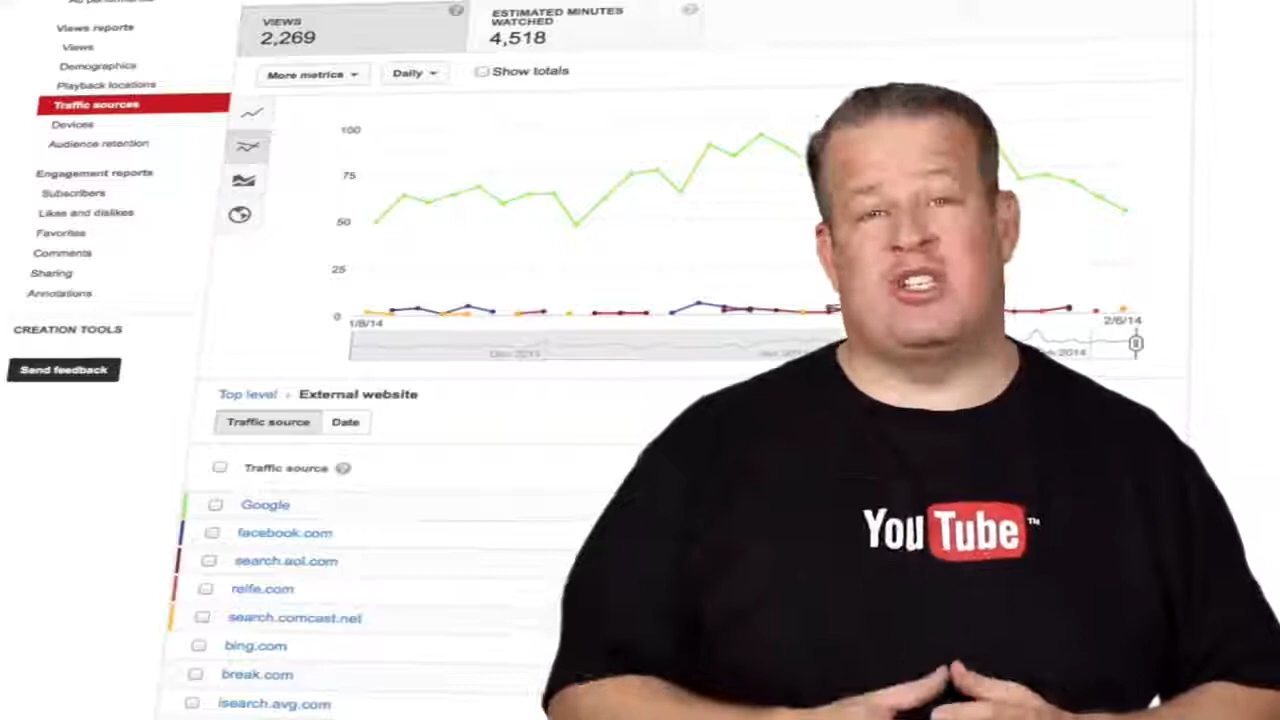 Ad performance
Views reports
Views
Demographics
Playback locations
Traffic sources
Devices
Audience retention
Engagement reports
Subscribers
Likes and dislikes
Favorites
Comments
Sharing
Annotations
CREATION TOOLS
Send feedback
VIEWS
2,269
ESTIMATED MINUTES
WATCHED
4,518
More metrics
Daily
Show totals
100
75
50
25
0
1/8/14
2/6/14
Top level › External website
Traffic source
Date
Traffic source
Google
facebook.com
search.aol.com
search.comcast.net
bing.com
break.com
isearch.avg.com
YouTube™